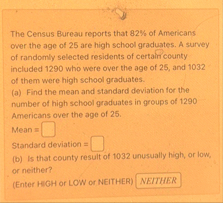 The Census Bureau reports that 82% of Americans
over the age of 25 are high school graduates. A survey
of randomly selected residents of certain county
included 1290 who were over the age of 25, and 1032
of them were high school graduates.
(a) Find the mean and standard deviation for the
number of high school graduates in groups of 1290
Americans over the age of 25.
Mean =
Standard deviation =
(b) Is that county result of 1032 unusually high, or low,
or neither?
(Enter HIGH or LOW or NEITHER) NEITHER